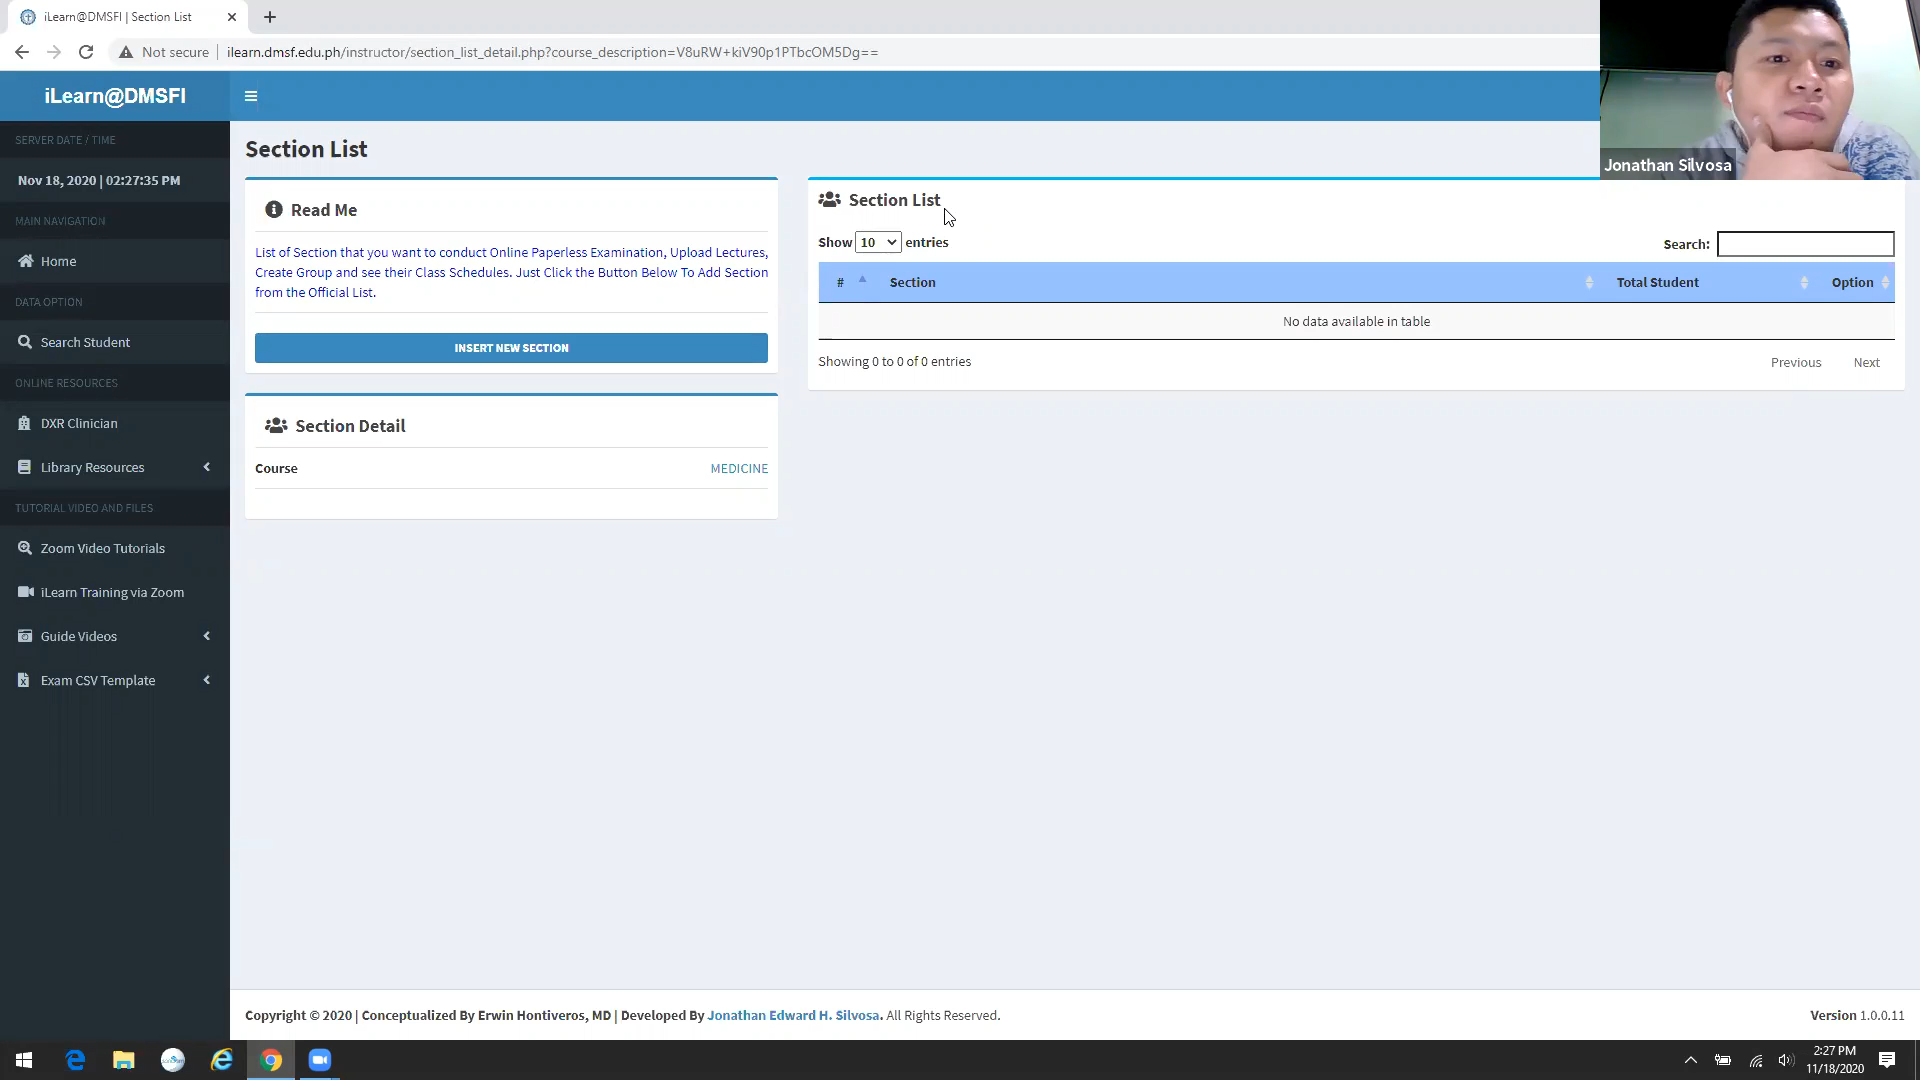 iLearn@DMSFI | Section List
Not secure
ilearn.dmsf.edu.ph/instructor/section_list_detail.php?course_description=V8uRW+kiV90p1PTbcOM5Dg==
Jonathan Silvosa
iLearn@DMSFI
SERVER DATE / TIME
Nov 18, 2020 | 02:27:35 PM
MAIN NAVIGATION
Home
DATA OPTION
Search Student
ONLINE RESOURCES
DXR Clinician
Library Resources
TUTORIAL VIDEO AND FILES
Zoom Video Tutorials
iLearn Training via Zoom
Guide Videos
Exam CSV Template
Section List
Read Me
List of Section that you want to conduct Online Paperless Examination, Upload Lectures,
Create Group and see their Class Schedules. Just Click the Button Below To Add Section
from the Official List.
INSERT NEW SECTION
Section Detail
Course MEDICINE
Section List
Show 10 entries Search:
# Section Total Student Option
No data available in table
Showing 0 to 0 of 0 entries Previous Next
Copyright © 2020 | Conceptualized By Erwin Hontiveros, MD | Developed By Jonathan Edward H. Silvosa. All Rights Reserved.
Version 1.0.0.11
2:27 PM
11/18/2020